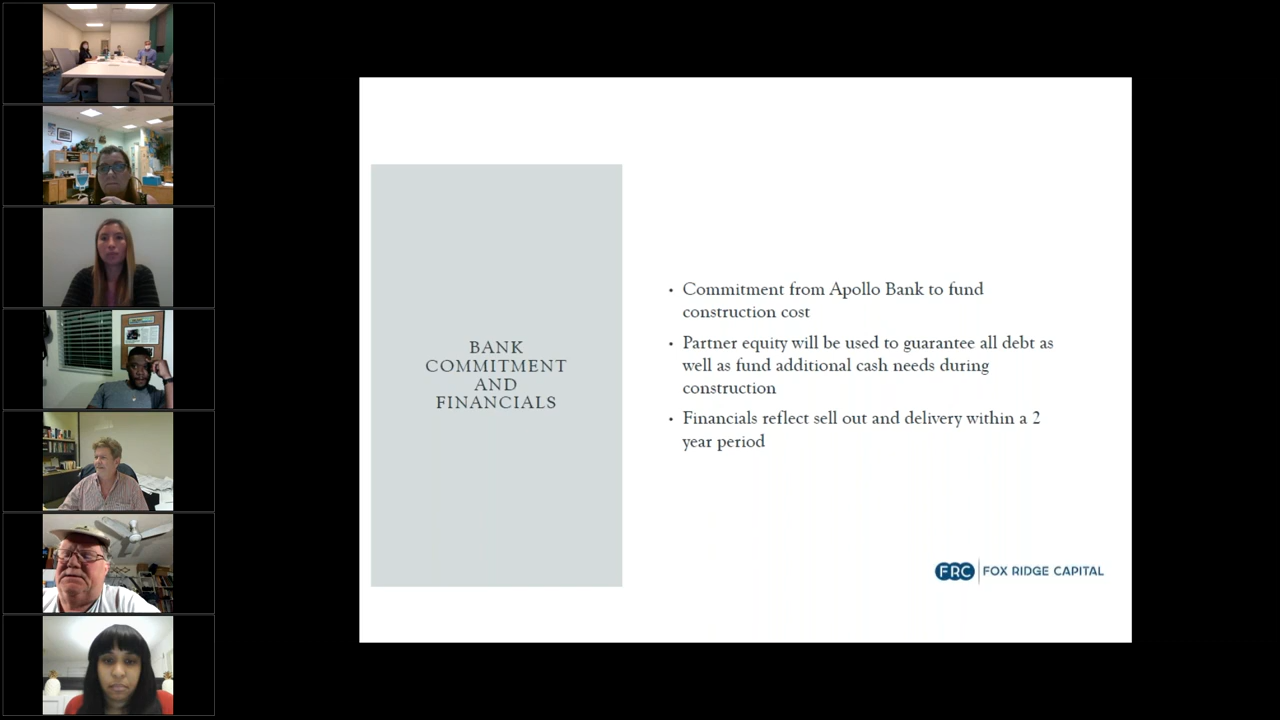 BANK
COMMITMENT
AND
FINANCIALS
• Commitment from Apollo Bank to fund
construction cost
• Partner equity will be used to guarantee all debt as
well as fund additional cash needs during
construction
• Financials reflect sell out and delivery within a 2
year period
FRC FOX RIDGE CAPITAL